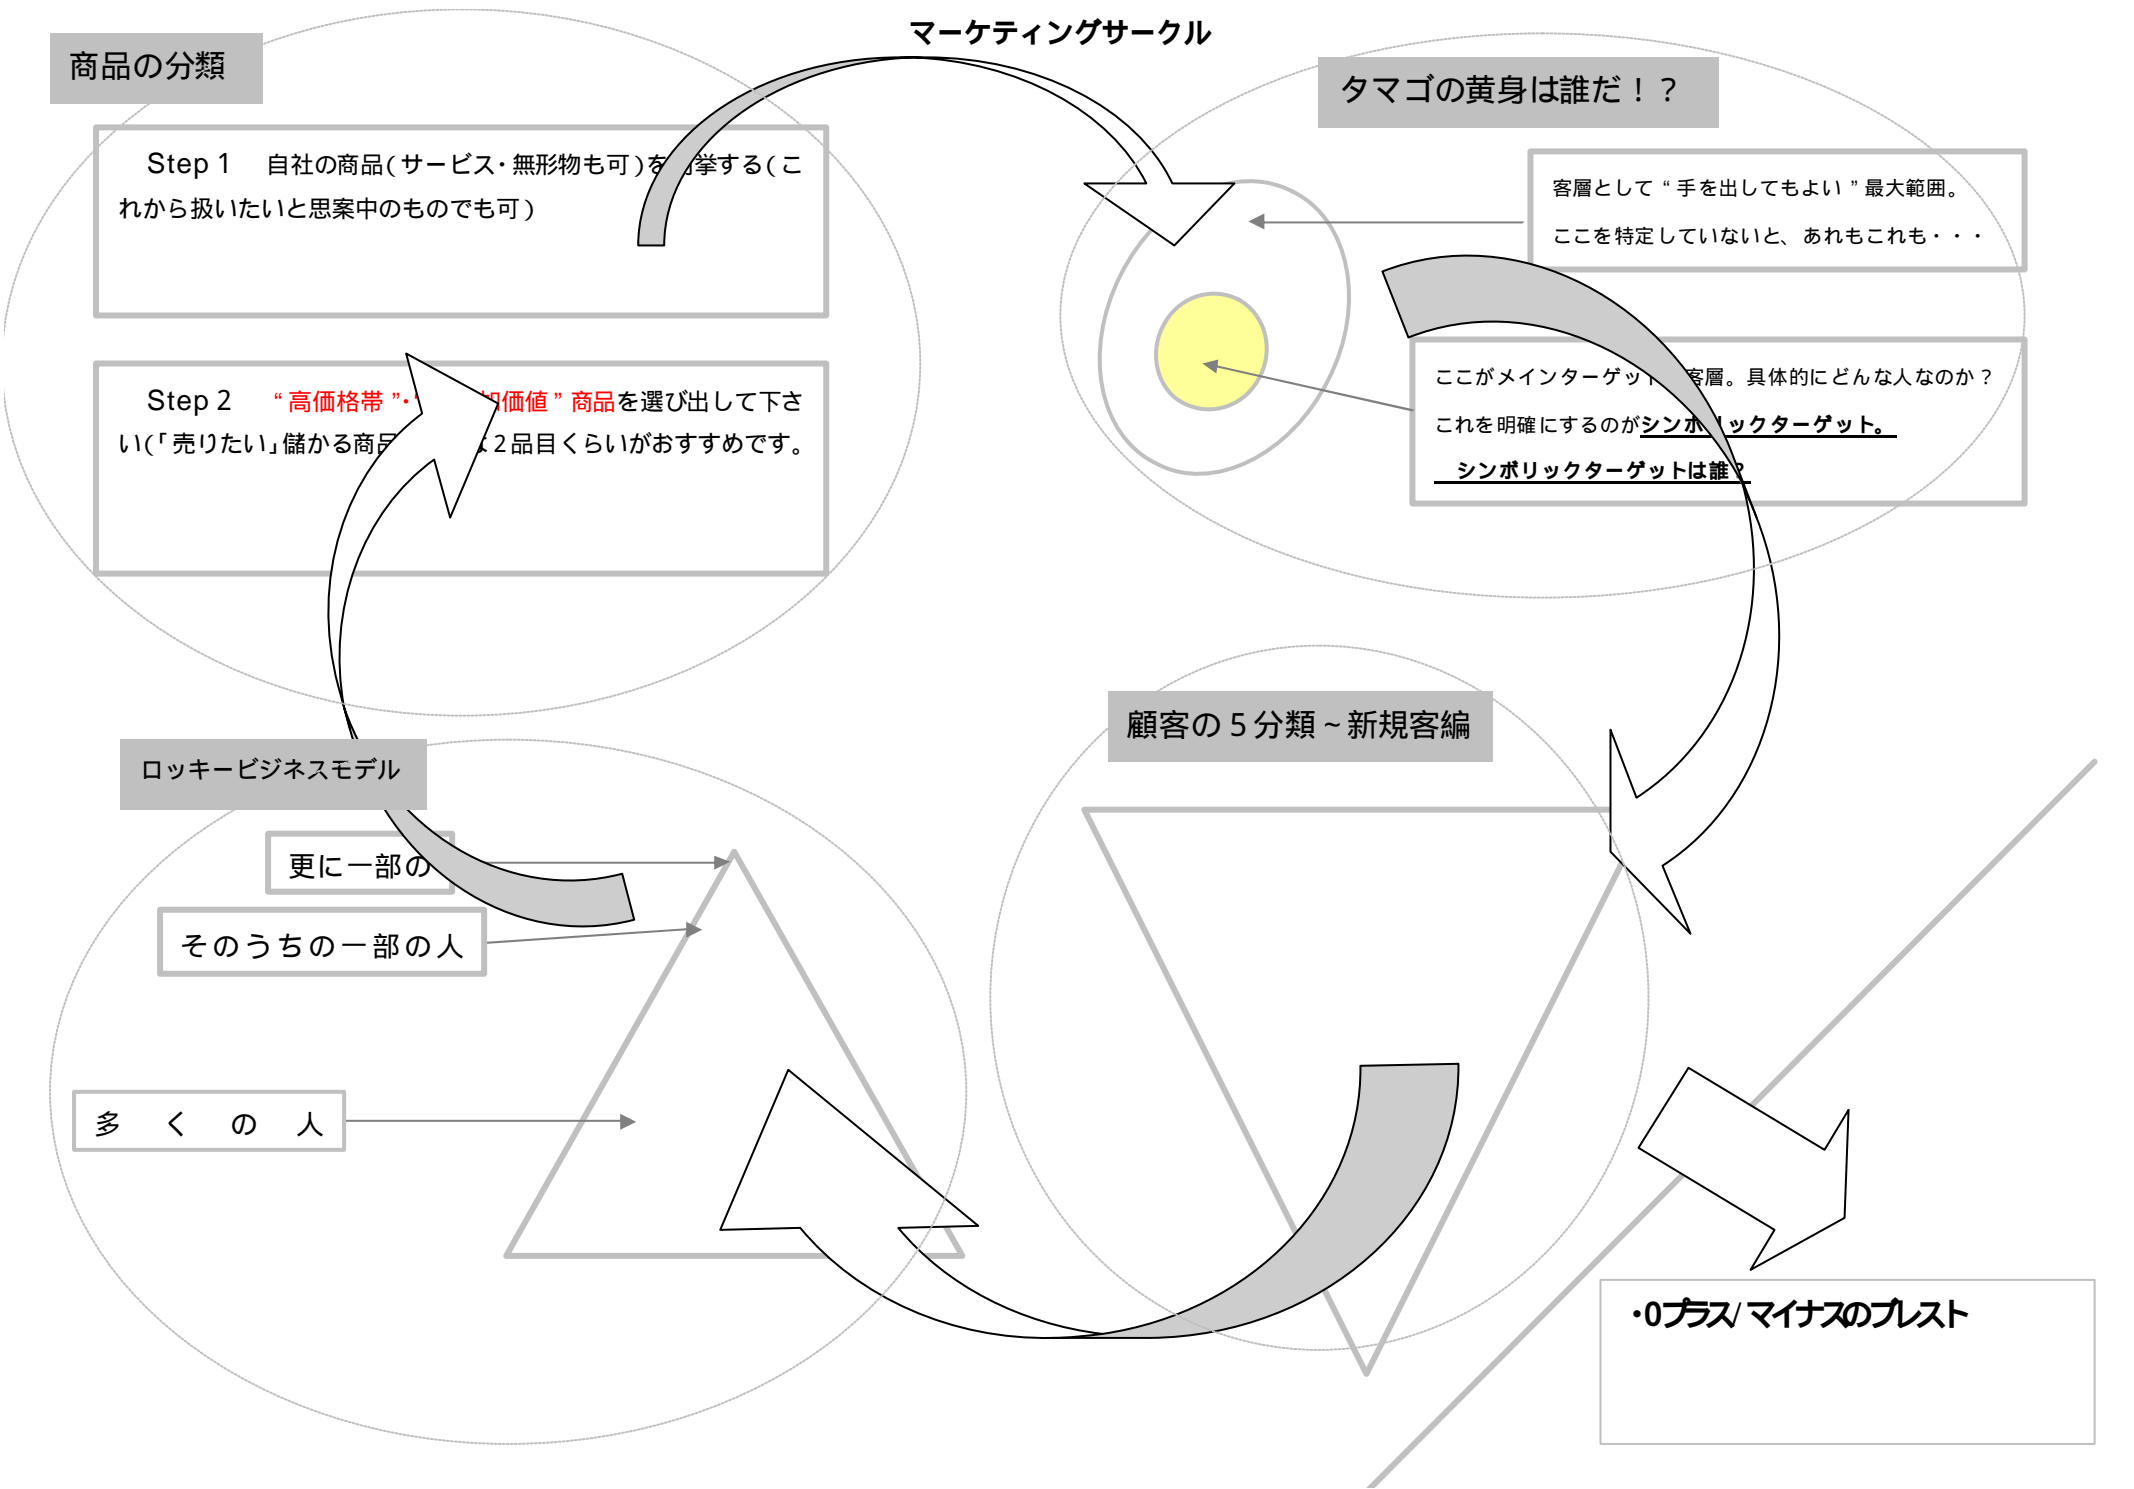 マーケティングサークル
商品の分類
Step 1　自社の商品(サービス・無形物も可)を 挙する(こ
れから扱いたいと思案中のものでも可)
Step 2　“高価格帯”・ 価値”商品を選び出して下さ
い(「売りたい」儲かる商品 2品目くらいがおすすめです。
タマゴの黄身は誰だ！？
客層として“手を出してもよい”最大範囲。
ここを特定していないと、あれもこれも・・・
ここがメインターゲット 客層。具体的にどんな人なのか？
これを明確にするのがシンボリックターゲット。
シンボリックターゲットは誰？
顧客の５分類～新規客編
ロッキービジネスモデル
更に一部の
そのうちの一部の人
多くの人
・0プラス/マイナスのブレスト